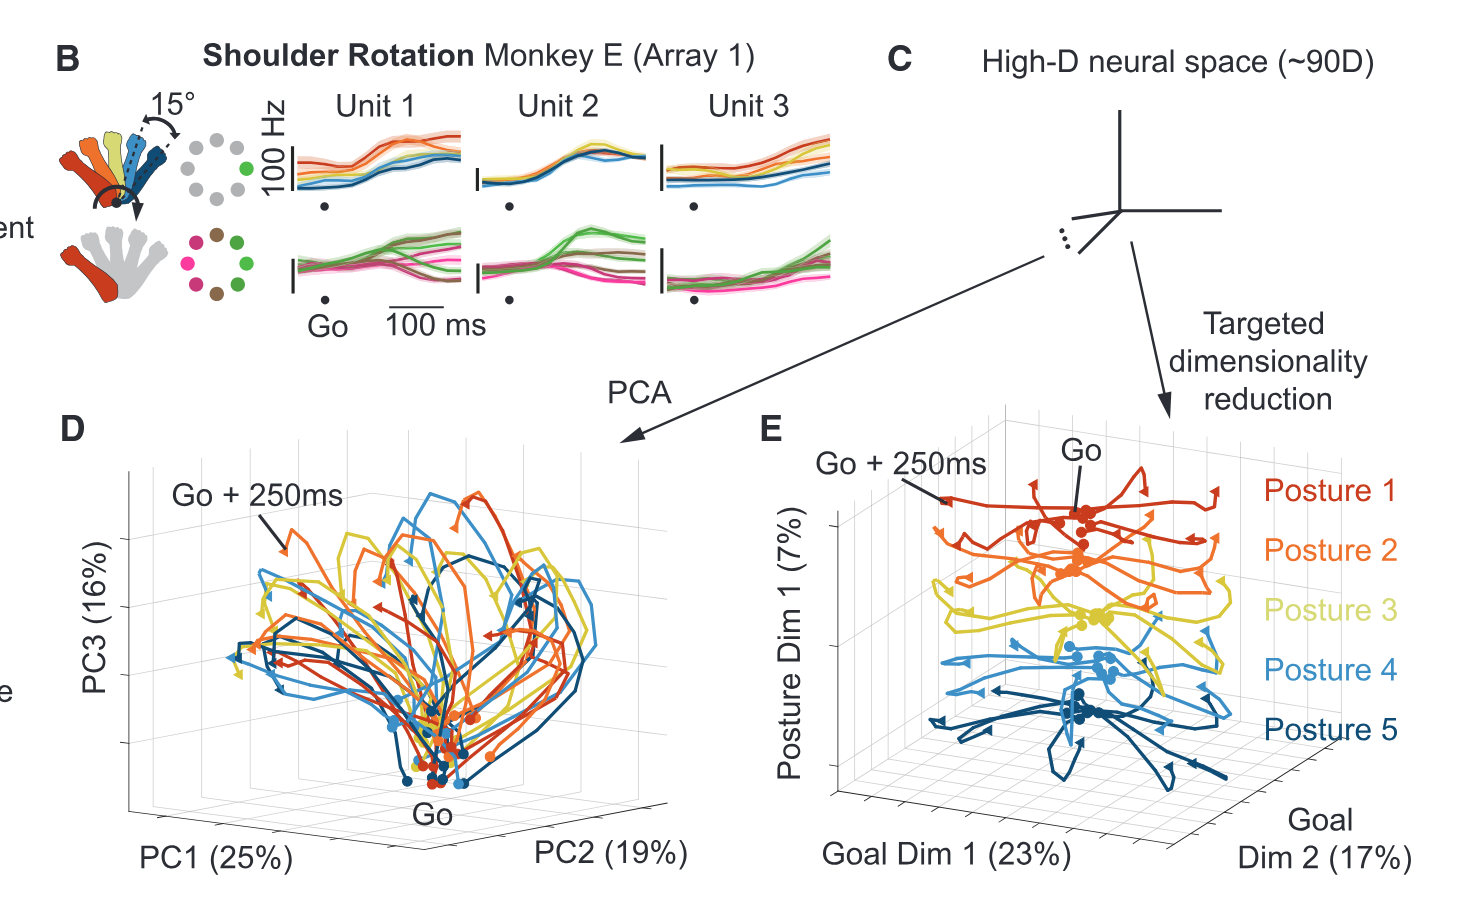 B
Shoulder Rotation Monkey E (Array 1)
15°
100 Hz
Unit 1
Unit 2
Unit 3
ent
Go
100 ms
C
High-D neural space (~90D)
PCA
Targeted
dimensionality
reduction
D
Go + 250ms
PC3 (16%)
Go
PC1 (25%)
PC2 (19%)
e
E
Go + 250ms
Go
Posture 1
Posture 2
Posture 3
Posture 4
Posture 5
Posture Dim 1 (7%)
Goal Dim 1 (23%)
Goal
Dim 2 (17%)